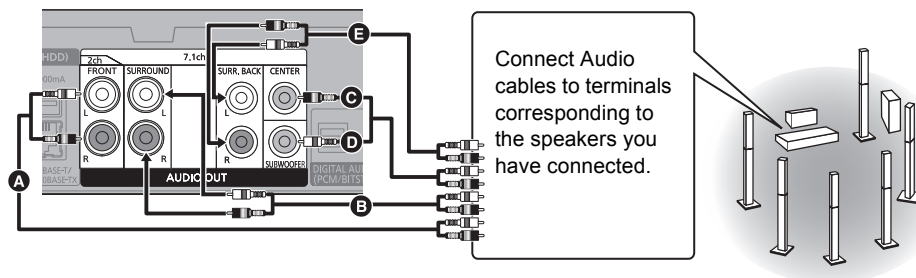 HDD)
2ch
7.1ch
FRONT
SURROUND
SURR. BACK
CENTER
00mA
L
L
L
R
R
R
SUBWOOFER
BASE-T/
0BASE-TX
AUDIO OUT
DIGITAL AU
(PCM/BITST
A
B
C
D
E
Connect Audio
cables to terminals
corresponding to
the speakers you
have connected.